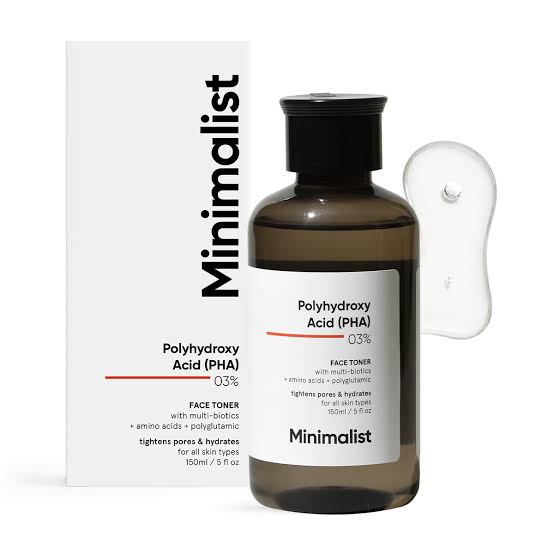 Minimalist
Polyhydroxy
Acid (PHA)
03%
FACE TONER
with multi-biotics
+ amino acids + polyglutamic
tightens pores & hydrates
for all skin types
150ml / 5 fl oz
Polyhydroxy
Acid (PHA)
03%
FACE TONER
with multi-biotics
+ amino acids + polyglutamic
tightens pores & hydrates
for all skin types
150ml / 5 fl oz
Minimalist